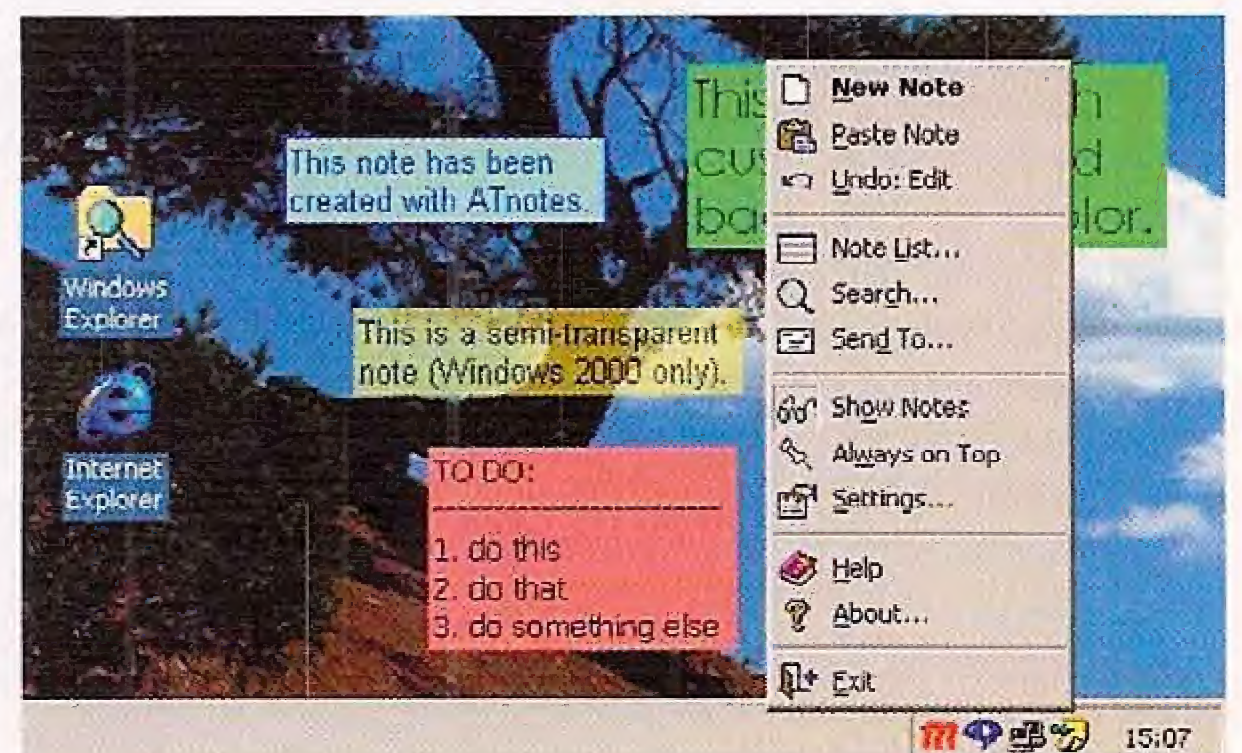 Windows
Explorer
Internet
Explorer
This note has been
created with ATnotes.
This is a semi-transparent
note (Windows 2000 only).
TO DO:
------------------------
1. do this
2. do that
3. do something else
This
cus
bac
h
d
lor.
New Note
Paste Note
Undo: Edit
Note List...
Search...
Send To...
Show Notes
Always on Top
Settings...
Help
About...
Exit
15:07